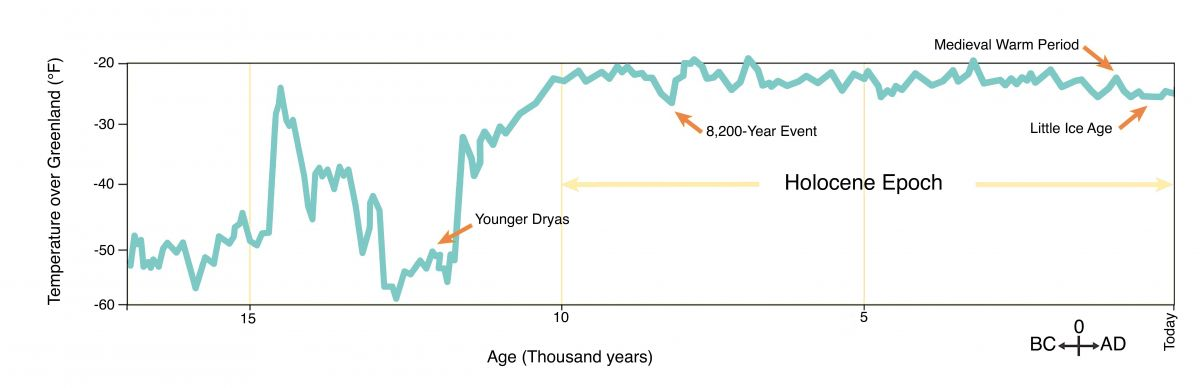 Medieval Warm Period
Temperature over Greenland (°F)
-20
-30
-40
-50
-60
8,200-Year Event
Little Ice Age
Holocene Epoch
Younger Dryas
15
10
5
Today
0
BC
AD
Age (Thousand years)